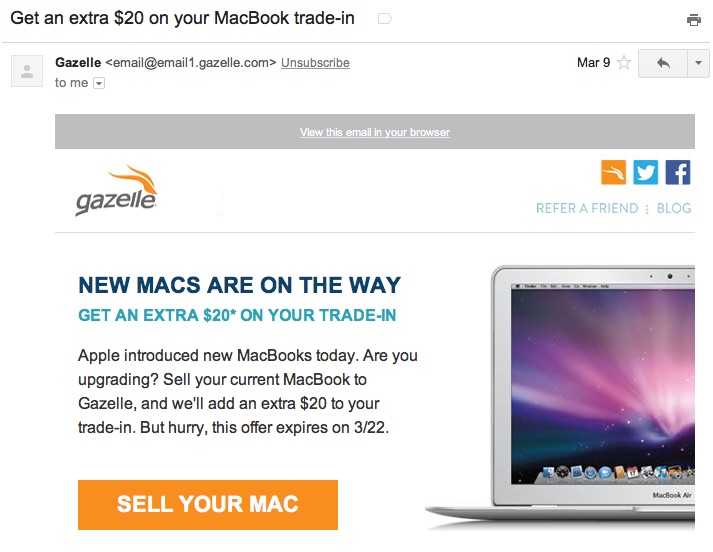 Get an extra $20 on your MacBook trade-in
Gazelle <email@email1.gazelle.com> Unsubscribe
Mar 9
to me
View this email in your browser
gazelle
REFER A FRIEND : BLOG
NEW MACS ARE ON THE WAY
GET AN EXTRA $20* ON YOUR TRADE-IN
Apple introduced new MacBooks today. Are you
upgrading? Sell your current MacBook to
Gazelle, and we'll add an extra $20 to your
trade-in. But hurry, this offer expires on 3/22.
SELL YOUR MAC
MacBook Air